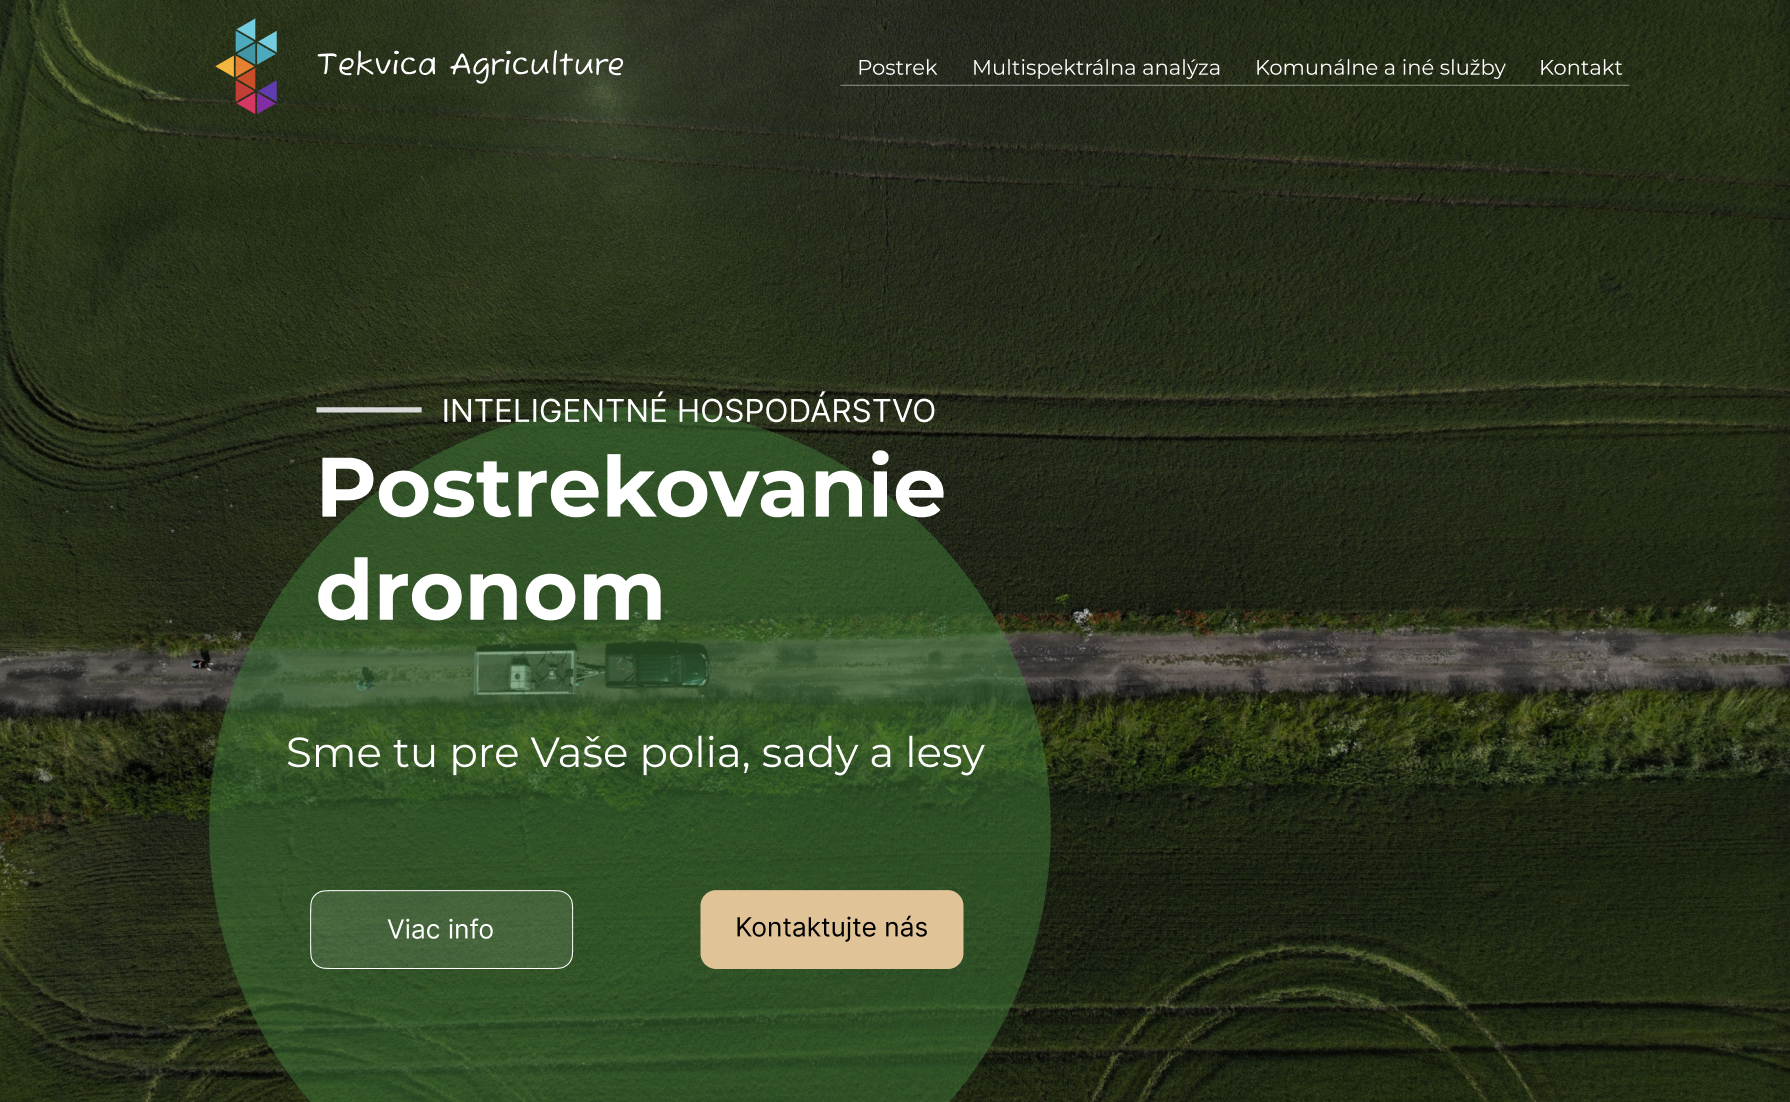 Tekvica Agriculture
Postrek Multispektrálna analýza Komunálne a iné služby Kontakt
INTELIGENTNÉ HOSPODÁRSTVO
Postrekovanie
dronom
Sme tu pre Vaše polia, sady a lesy
Viac info
Kontaktujte nás